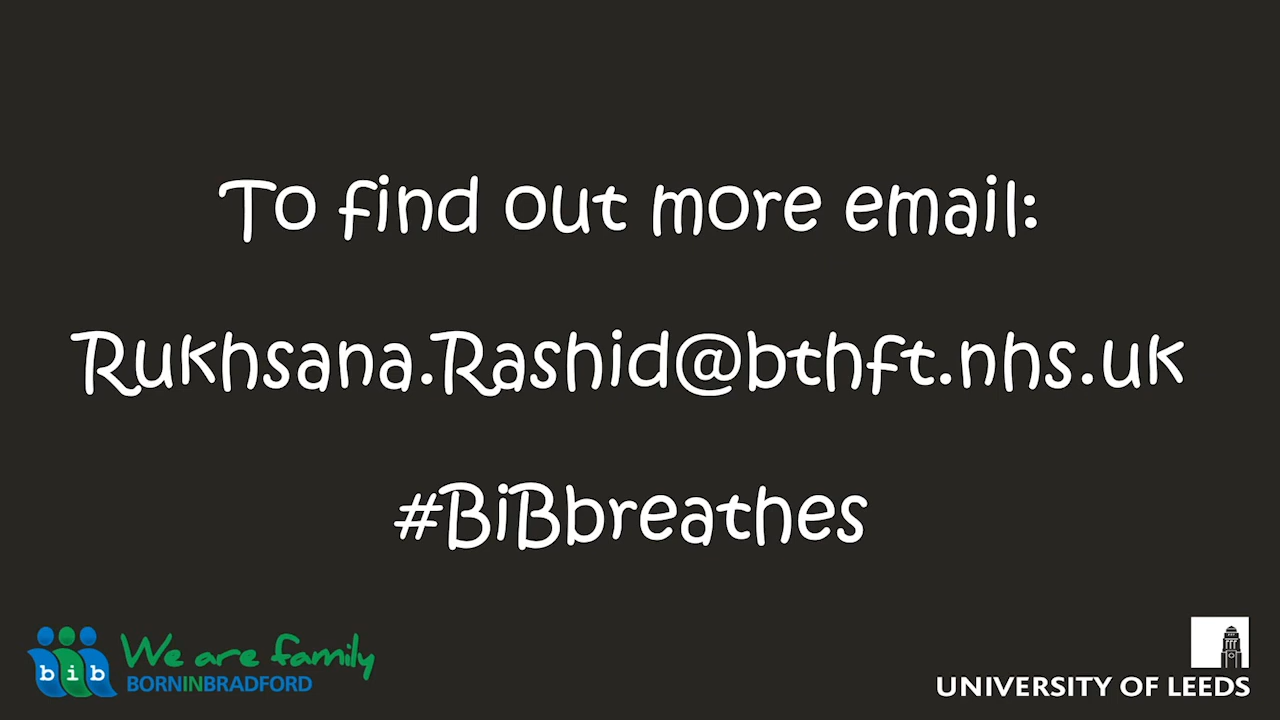 To find out more email:
Rukhsana.Rashid@bthft.nhs.uk
#BiBbreathes
bib
We are family
BORNINBRADFORD
UNIVERSITY OF LEEDS